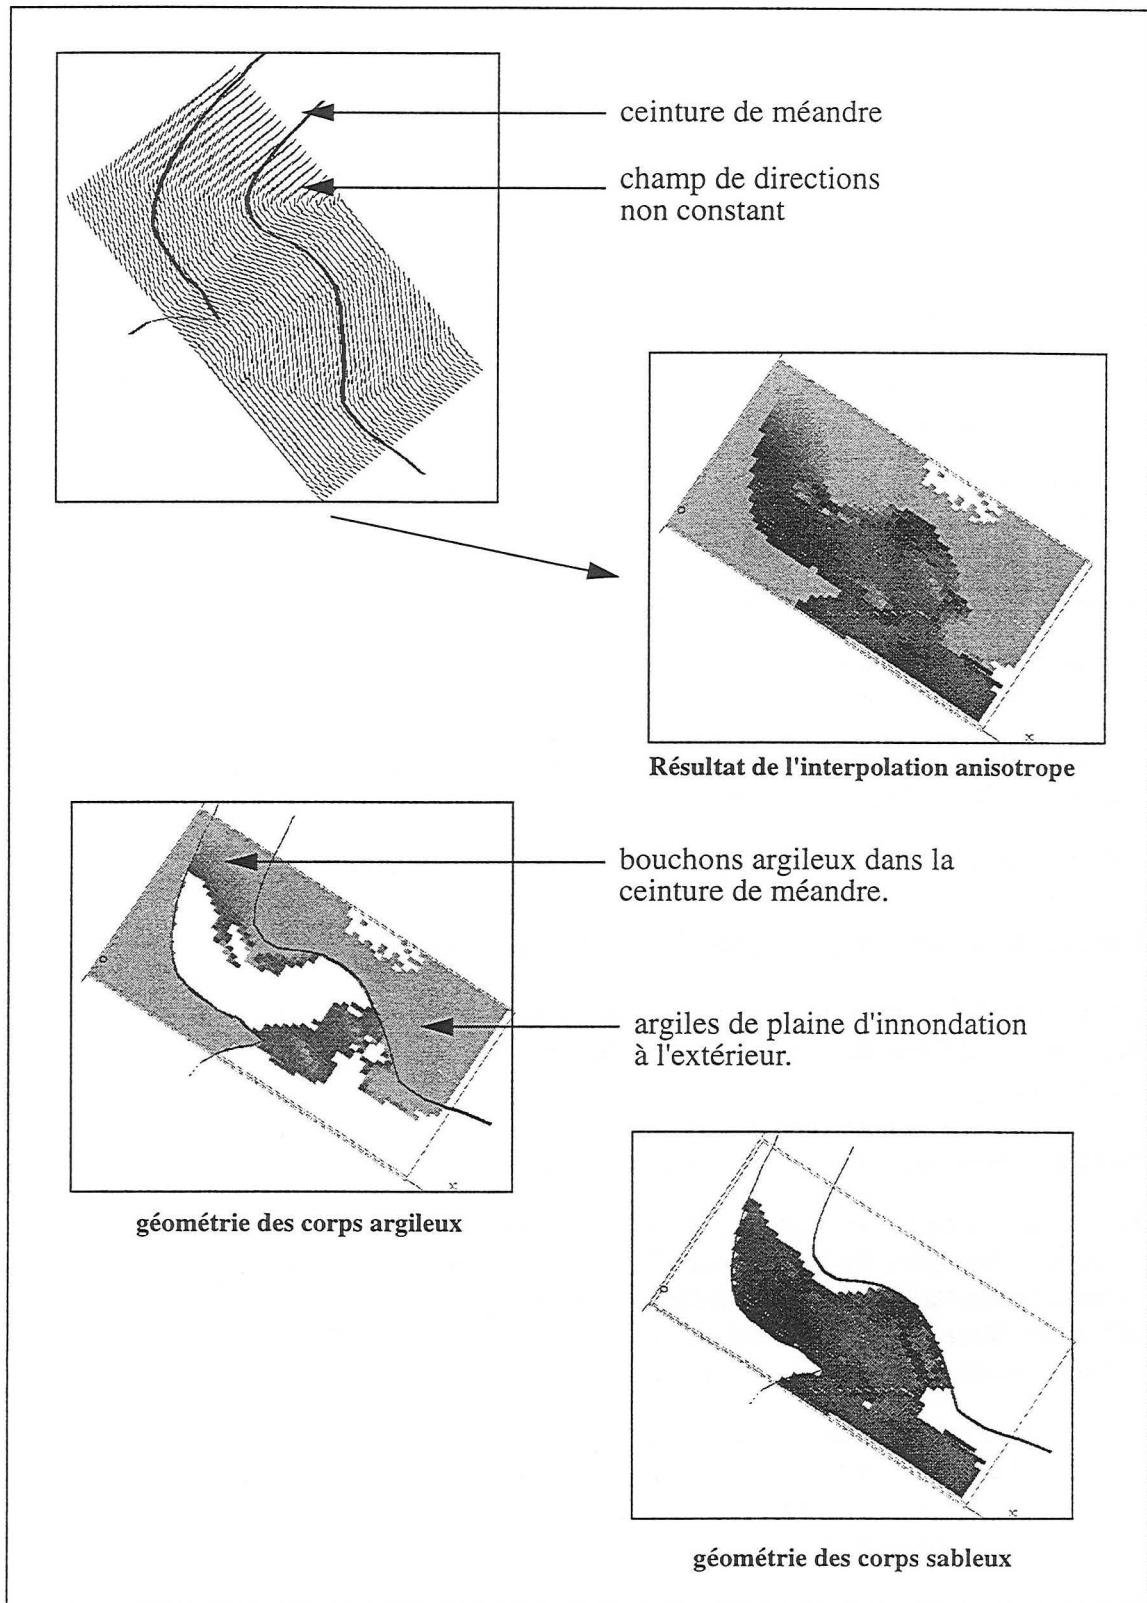 ceinture de méandre
champ de directions
non constant
o
x
Résultat de l'interpolation anisotrope
bouchons argileux dans la
ceinture de méandre.
argiles de plaine d'innondation
à l'extérieur.
o
x
géométrie des corps argileux
o
x
géométrie des corps sableux